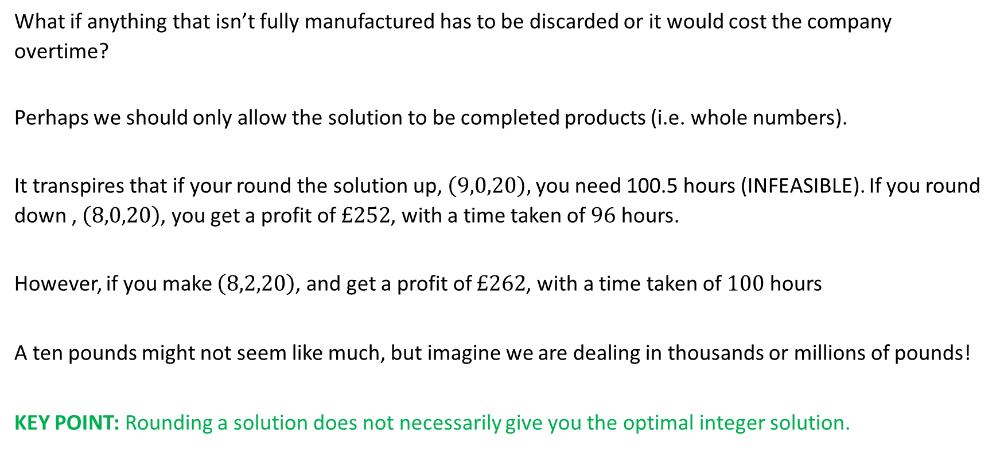 What if anything that isn’t fully manufactured has to be discarded or it would cost the company
overtime?
Perhaps we should only allow the solution to be completed products (i.e. whole numbers).
It transpires that if your round the solution up, (9,0,20), you need 100.5 hours (INFEASIBLE). If you round
down , (8,0,20), you get a profit of £252, with a time taken of 96 hours.
However, if you make (8,2,20), and get a profit of £262, with a time taken of 100 hours
A ten pounds might not seem like much, but imagine we are dealing in thousands or millions of pounds!
KEY POINT: Rounding a solution does not necessarily give you the optimal integer solution.